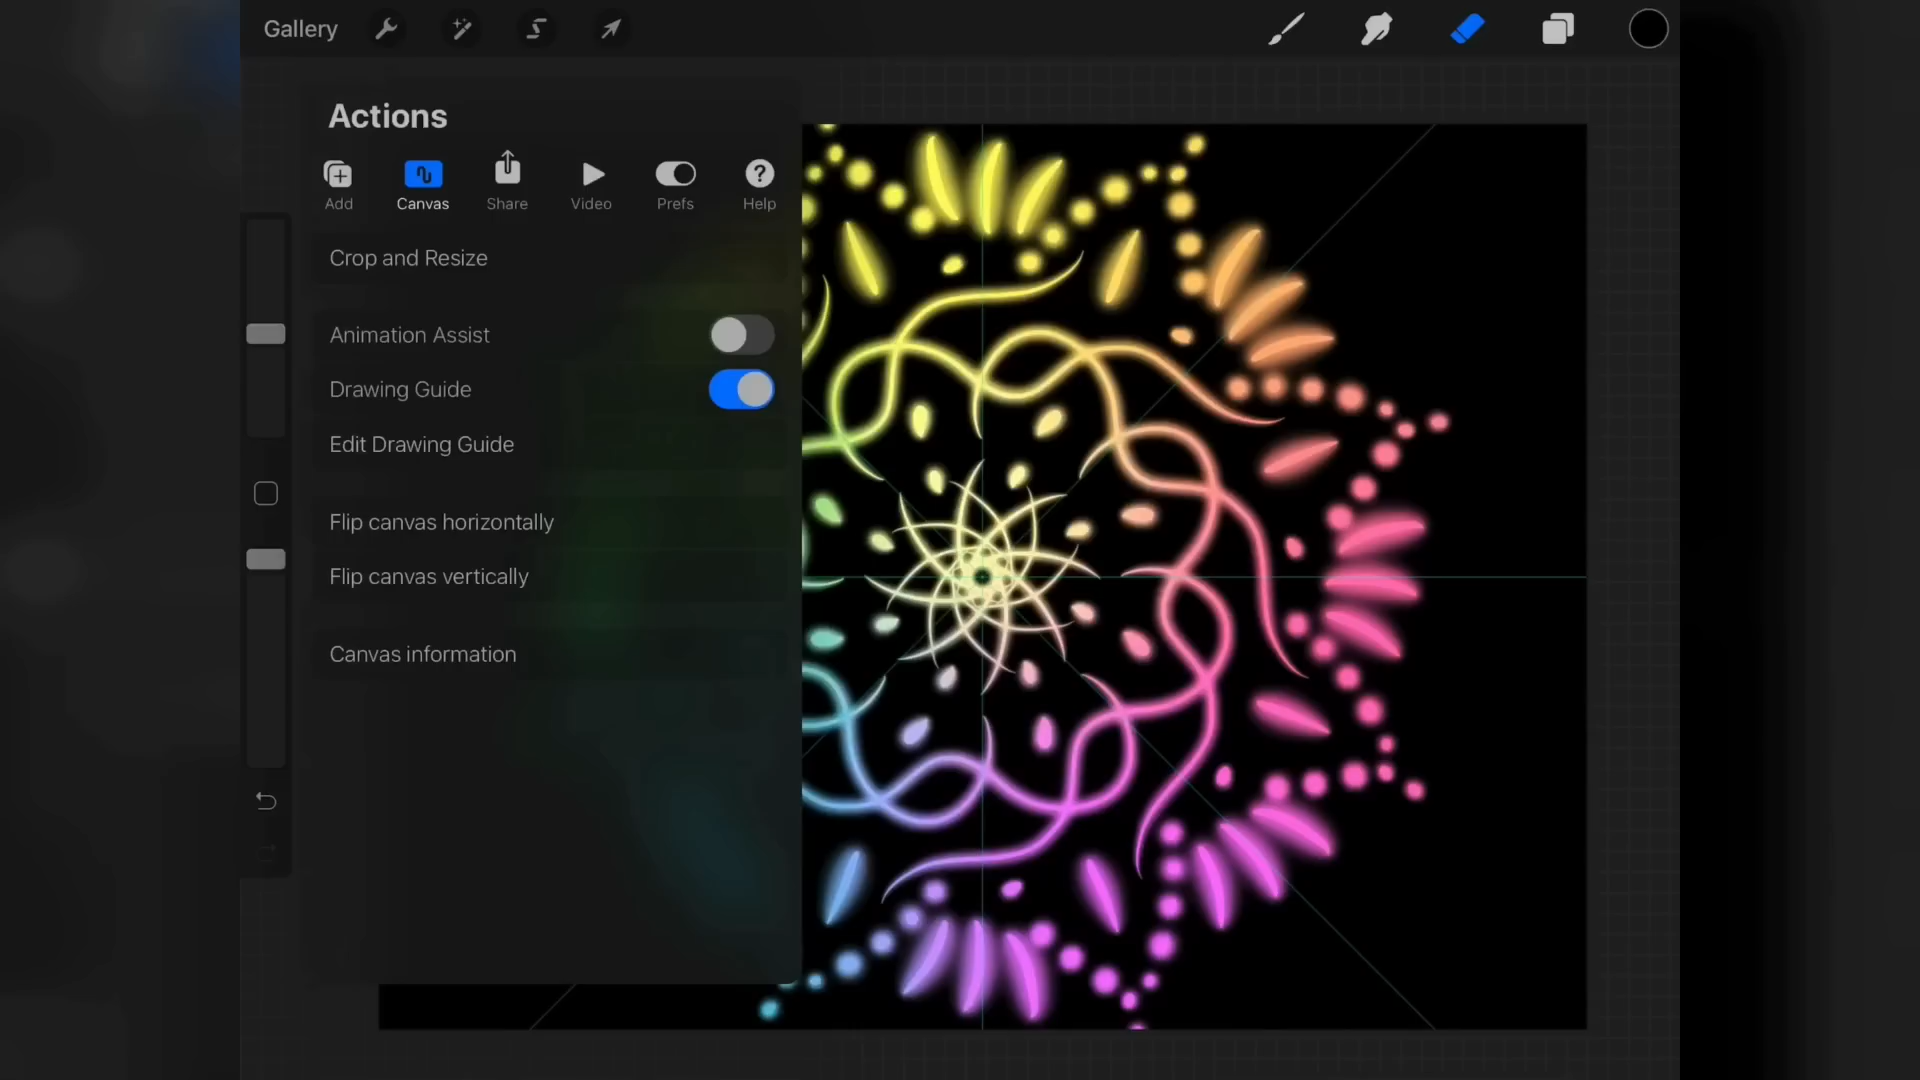 Gallery
Actions
Add Canvas Share Video Prefs Help
Crop and Resize
Animation Assist
Drawing Guide
Edit Drawing Guide
Flip canvas horizontally
Flip canvas vertically
Canvas information